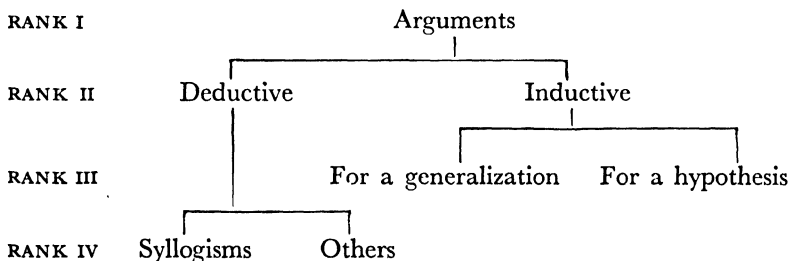 RANK I Arguments
RANK II Deductive Inductive
RANK III For a generalization For a hypothesis
RANK IV Syllogisms Others